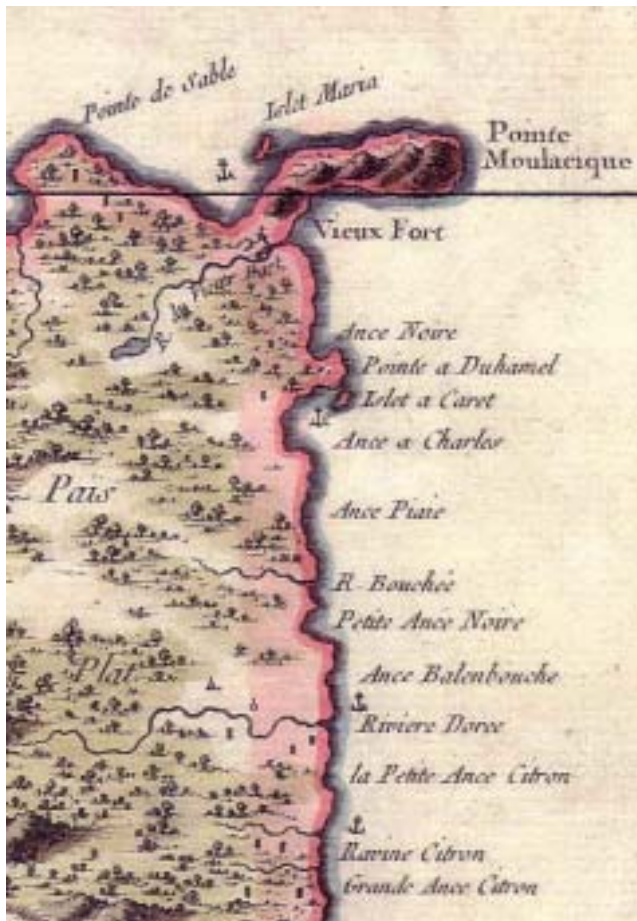 Pointe de Sable
Islet Maria
Pointe
Moulacique
Vieux Fort
Ance Noire
Pointe a Duhamel
Islet a Caret
Ance a Charles
Pais
Ance Piaie
R. Bouchée
Petite Ance Noire
Plat
Ance Balenbouche
Riviere Doree
la Petite Ance Citron
Ravine Citron
Grande Ance Citron